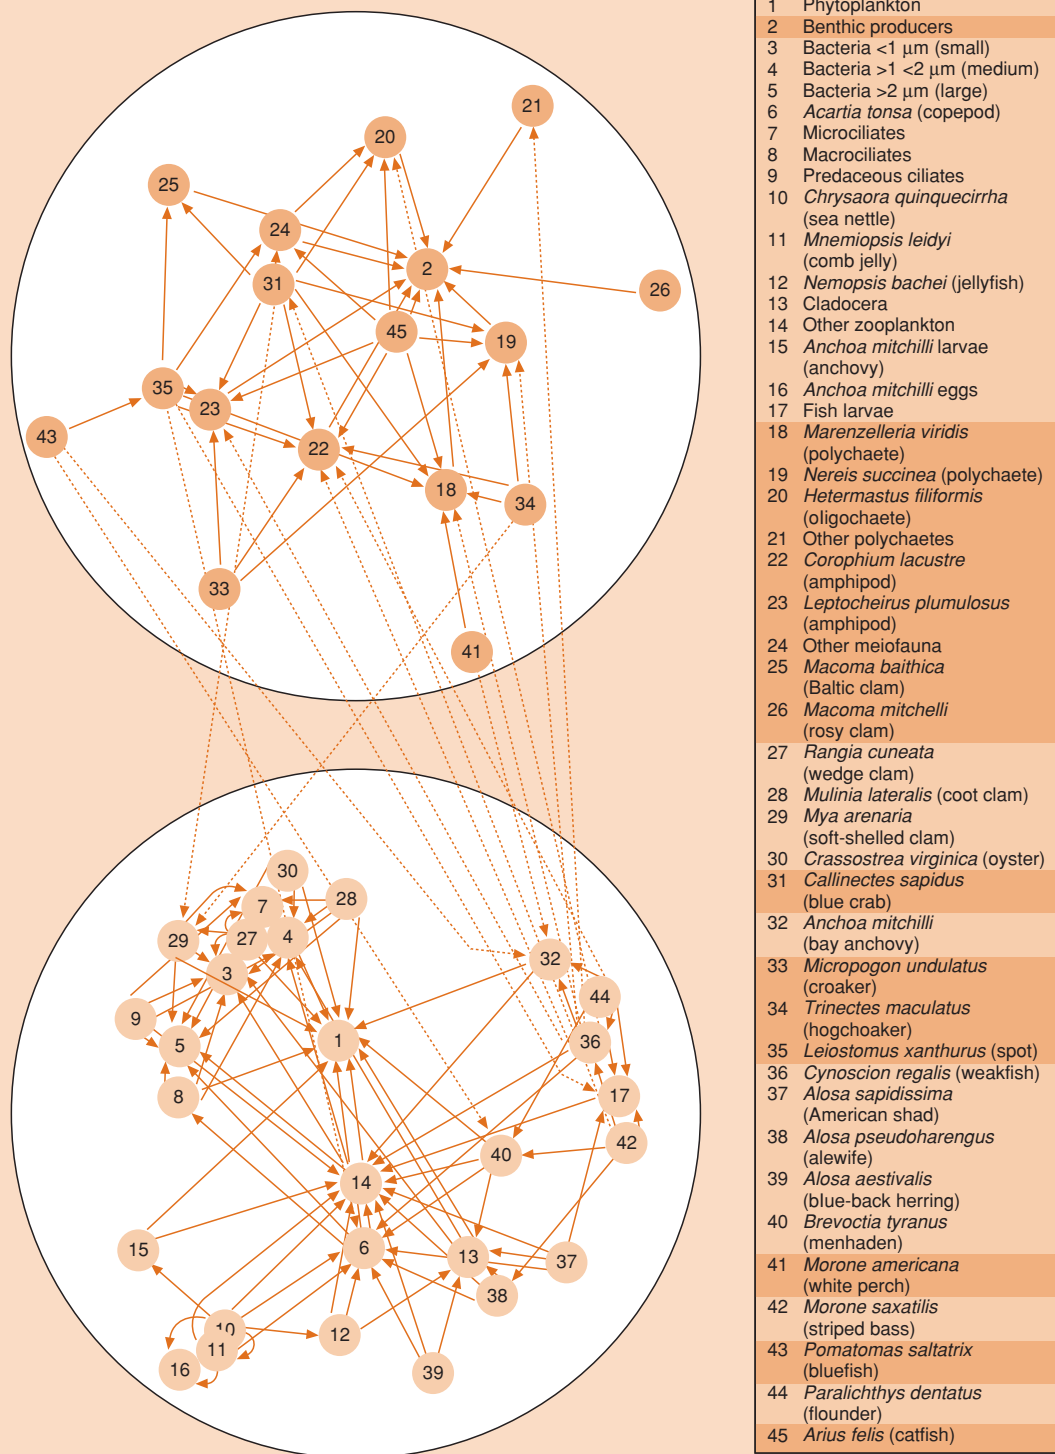 21
20
25
24
2
31
26
45
19
35
23
43
22
18
34
33
41
30
7
28
29
27
4
3
32
44
9
5
1
36
8
17
42
40
14
15
6
13
37
38
10
12
11
16
39
1 Phytoplankton
2 Benthic producers
3 Bacteria <1 µm (small)
4 Bacteria >1 <2 µm (medium)
5 Bacteria >2 µm (large)
6 Acartia tonsa (copepod)
7 Microciliates
8 Macrociliates
9 Predaceous ciliates
10 Chrysaora quinquecirrha
(sea nettle)
11 Mnemiopsis leidyi
(comb jelly)
12 Nemopsis bachei (jellyfish)
13 Cladocera
14 Other zooplankton
15 Anchoa mitchilli larvae
(anchovy)
16 Anchoa mitchilli eggs
17 Fish larvae
18 Marenzelleria viridis
(polychaete)
19 Nereis succinea (polychaete)
20 Hetermastus filiformis
(oligochaete)
21 Other polychaetes
22 Corophium lacustre
(amphipod)
23 Leptocheirus plumulosus
(amphipod)
24 Other meiofauna
25 Macoma baithica
(Baltic clam)
26 Macoma mitchelli
(rosy clam)
27 Rangia cuneata
(wedge clam)
28 Mulinia lateralis (coot clam)
29 Mya arenaria
(soft-shelled clam)
30 Crassostrea virginica (oyster)
31 Callinectes sapidus
(blue crab)
32 Anchoa mitchilli
(bay anchovy)
33 Micropogon undulatus
(croaker)
34 Trinectes maculatus
(hogchoaker)
35 Leiostomus xanthurus (spot)
36 Cynoscion regalis (weakfish)
37 Alosa sapidissima
(American shad)
38 Alosa pseudoharengus
(alewife)
39 Alosa aestivalis
(blue-back herring)
40 Brevoctia tyranus
(menhaden)
41 Morone americana
(white perch)
42 Morone saxatilis
(striped bass)
43 Pomatomas saltatrix
(bluefish)
44 Paralichthys dentatus
(flounder)
45 Arius felis (catfish)